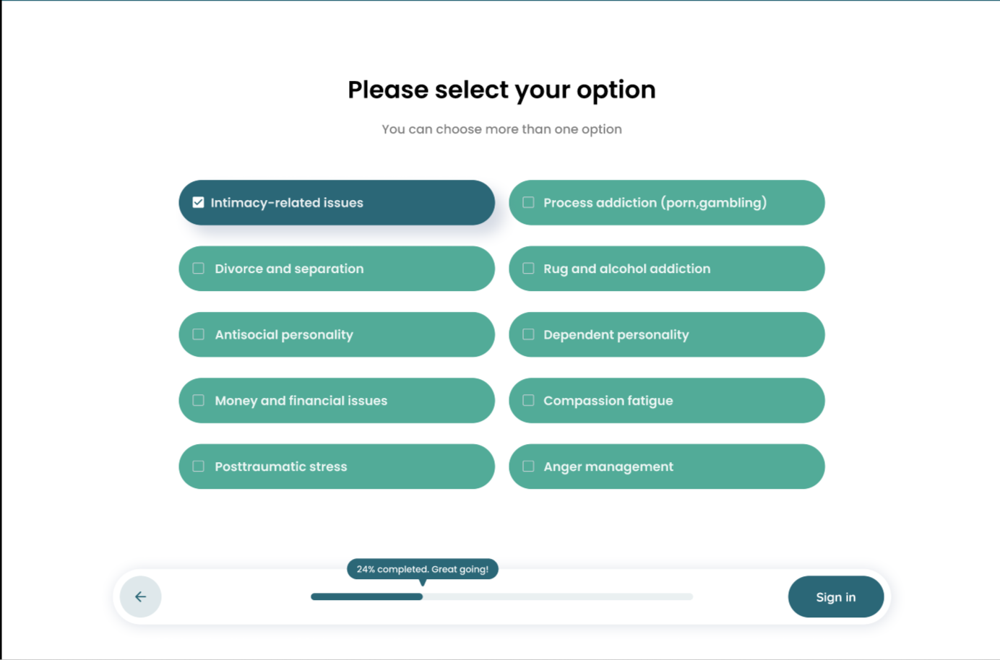 Please select your option
You can choose more than one option
Intimacy-related issues
Process addiction (porn,gambling)
Divorce and separation
Rug and alcohol addiction
Antisocial personality
Dependent personality
Money and financial issues
Compassion fatigue
Posttraumatic stress
Anger management
24% completed. Great going!
Sign in